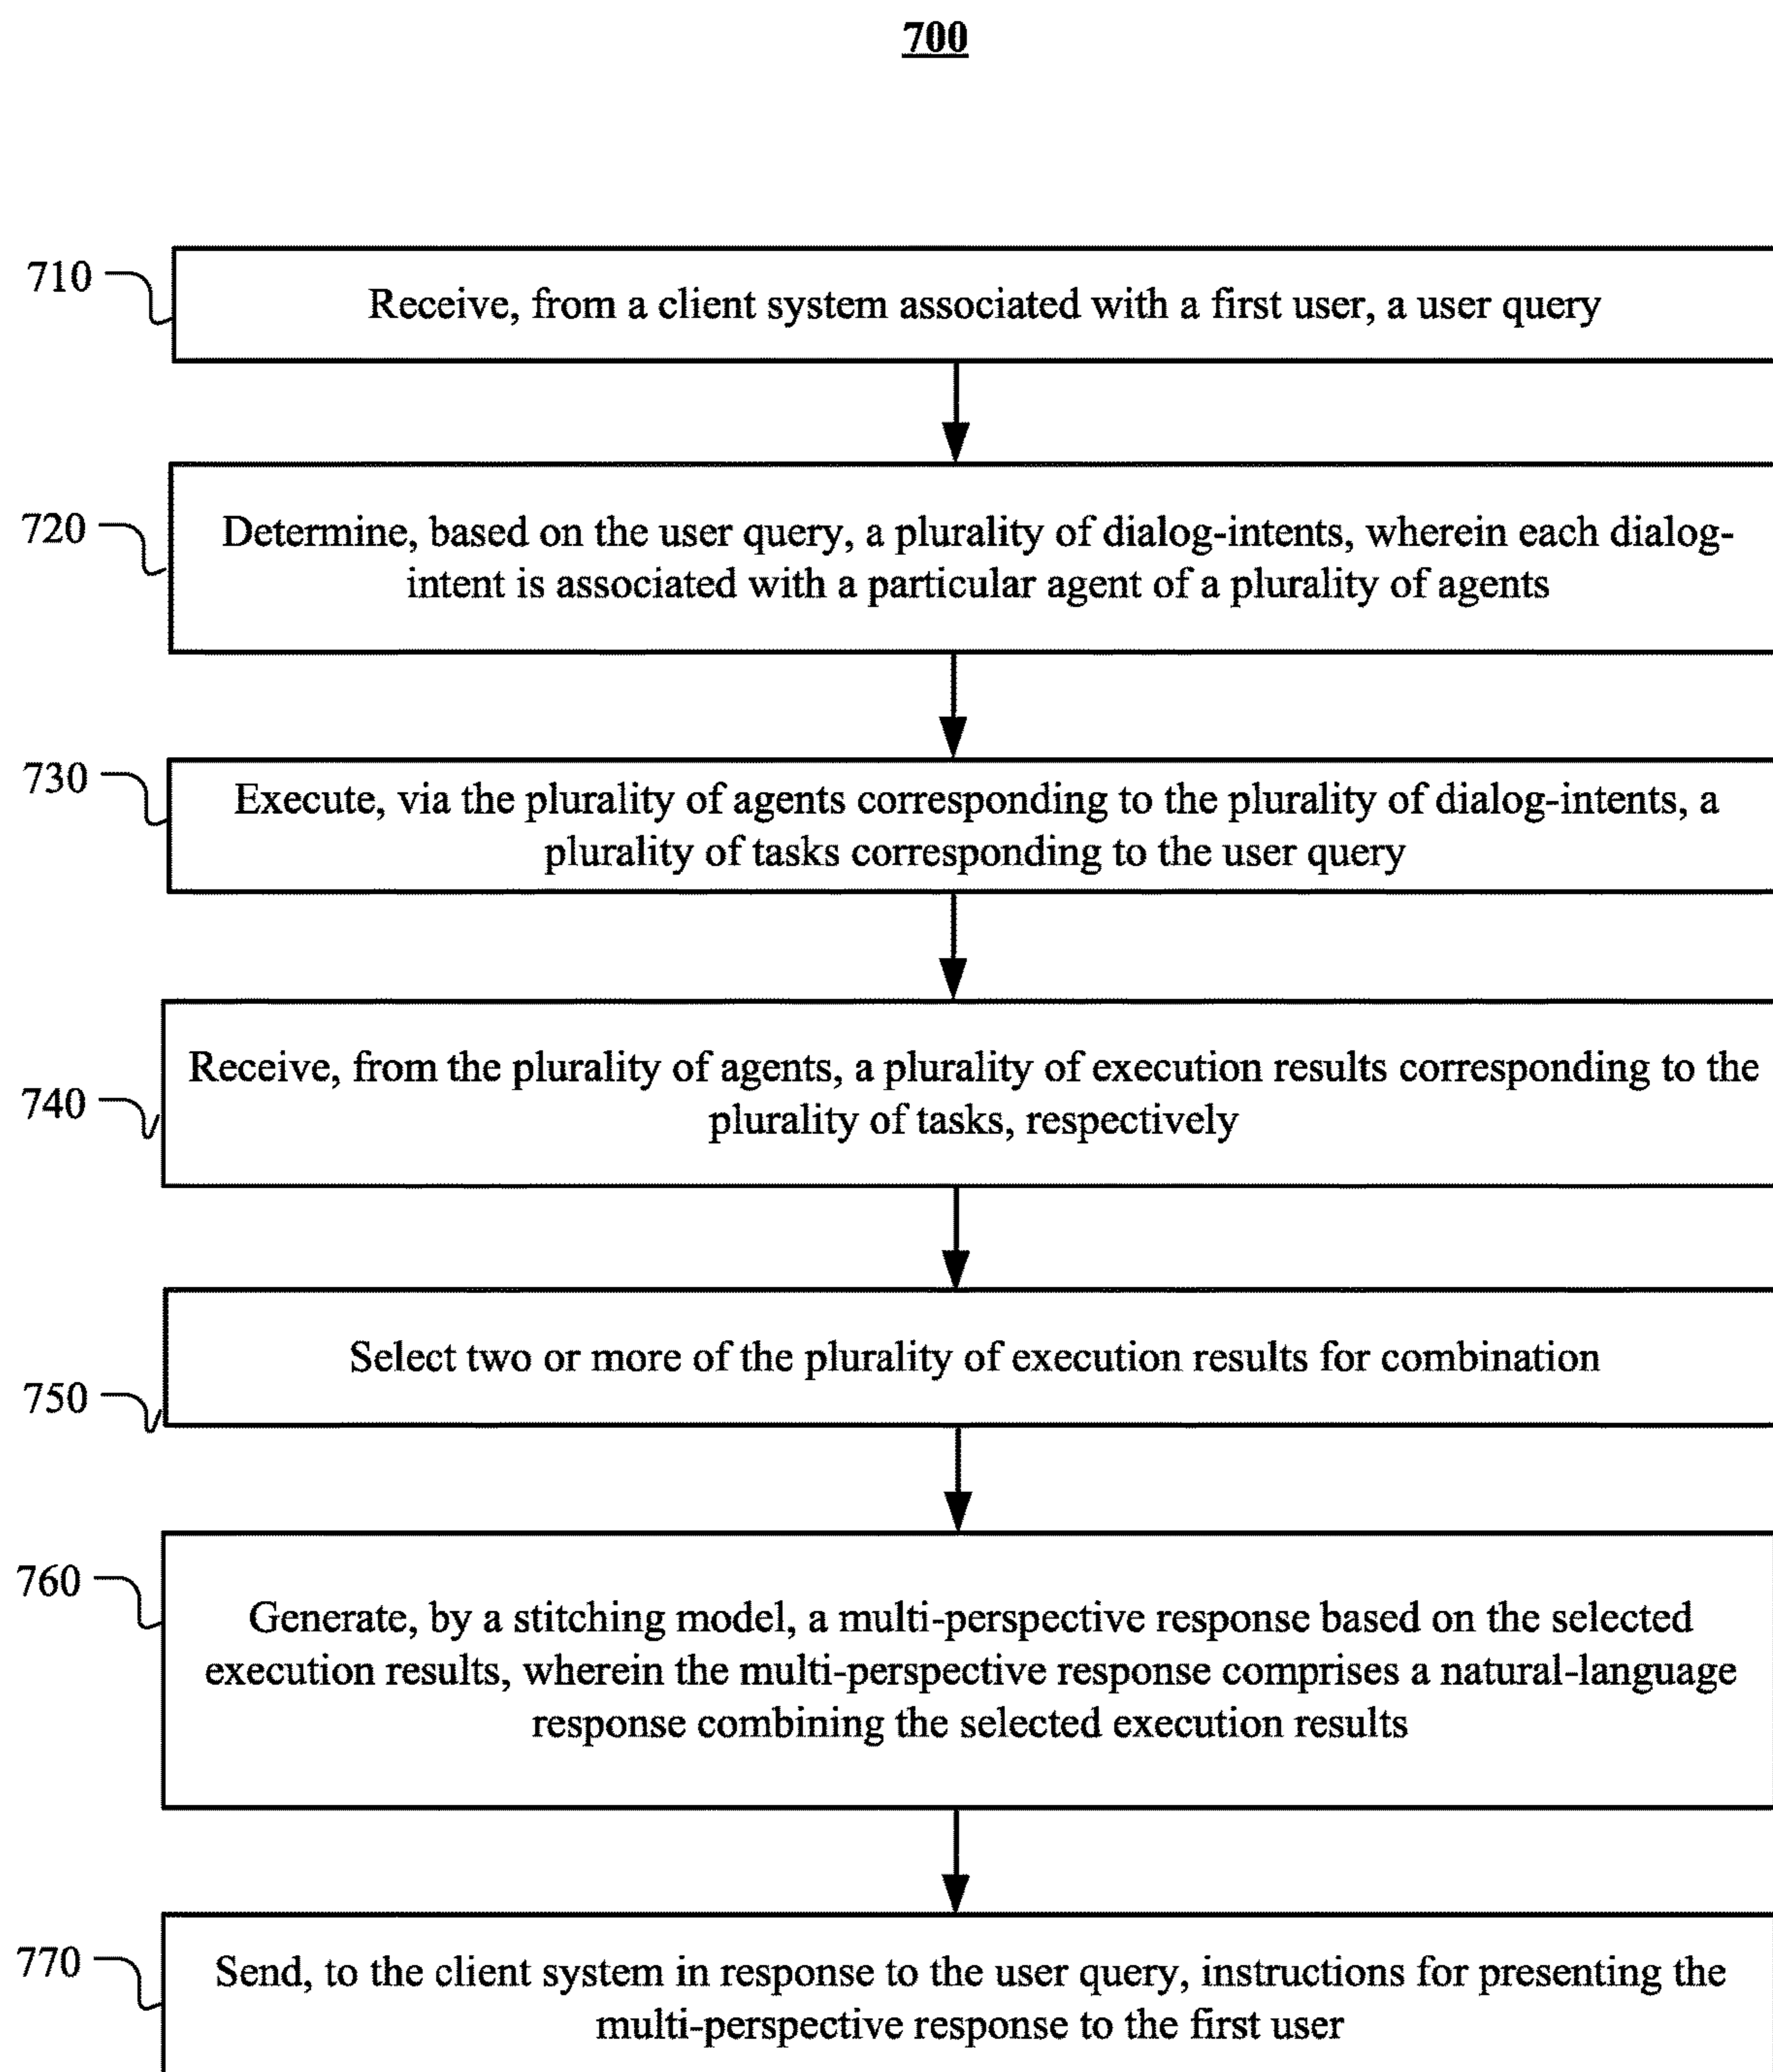 700
710
Receive, from a client system associated with a first user, a user query
720
Determine, based on the user query, a plurality of dialog-intents, wherein each dialog-
intent is associated with a particular agent of a plurality of agents
730
Execute, via the plurality of agents corresponding to the plurality of dialog-intents, a
plurality of tasks corresponding to the user query
740
Receive, from the plurality of agents, a plurality of execution results corresponding to the
plurality of tasks, respectively
750
Select two or more of the plurality of execution results for combination
760
Generate, by a stitching model, a multi-perspective response based on the selected
execution results, wherein the multi-perspective response comprises a natural-language
response combining the selected execution results
770
Send, to the client system in response to the user query, instructions for presenting the
multi-perspective response to the first user